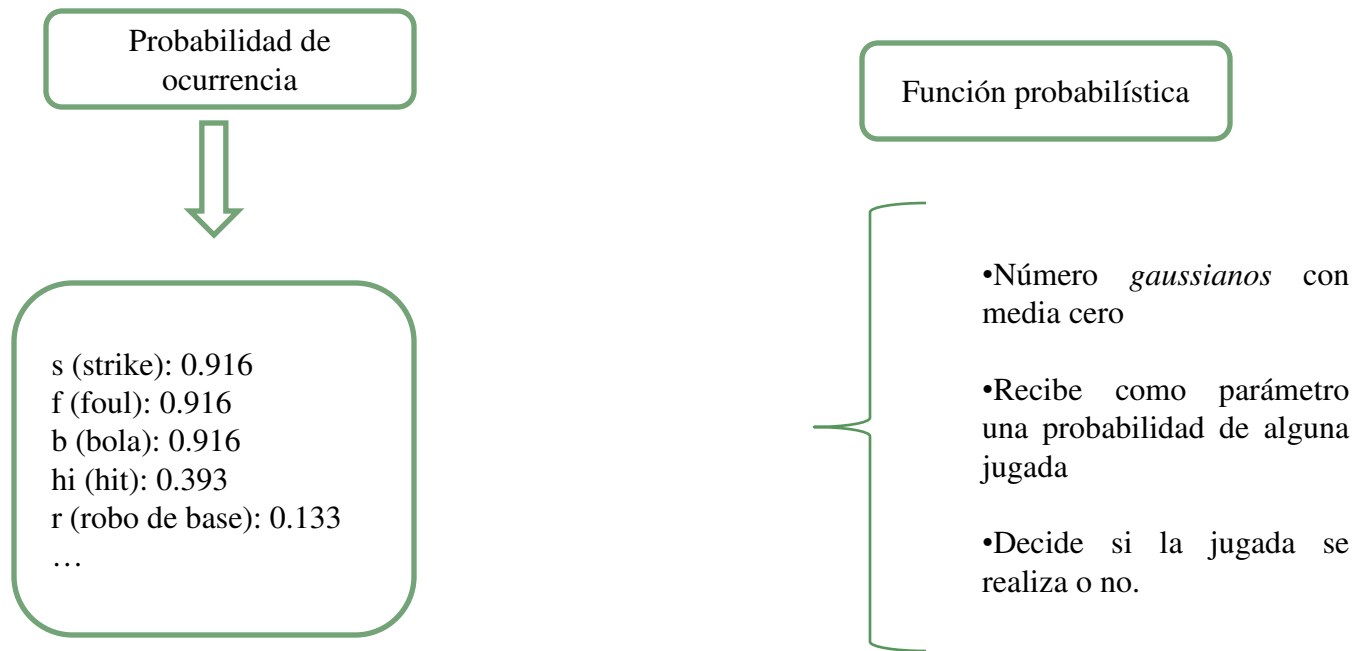 Probabilidad de
ocurrencia
s (strike): 0.916
f (foul): 0.916
b (bola): 0.916
hi (hit): 0.393
r (robo de base): 0.133
…
Función probabilística
•Número gaussianos con
media cero
•Recibe como parámetro
una probabilidad de alguna
jugada
•Decide si la jugada se
realiza o no.